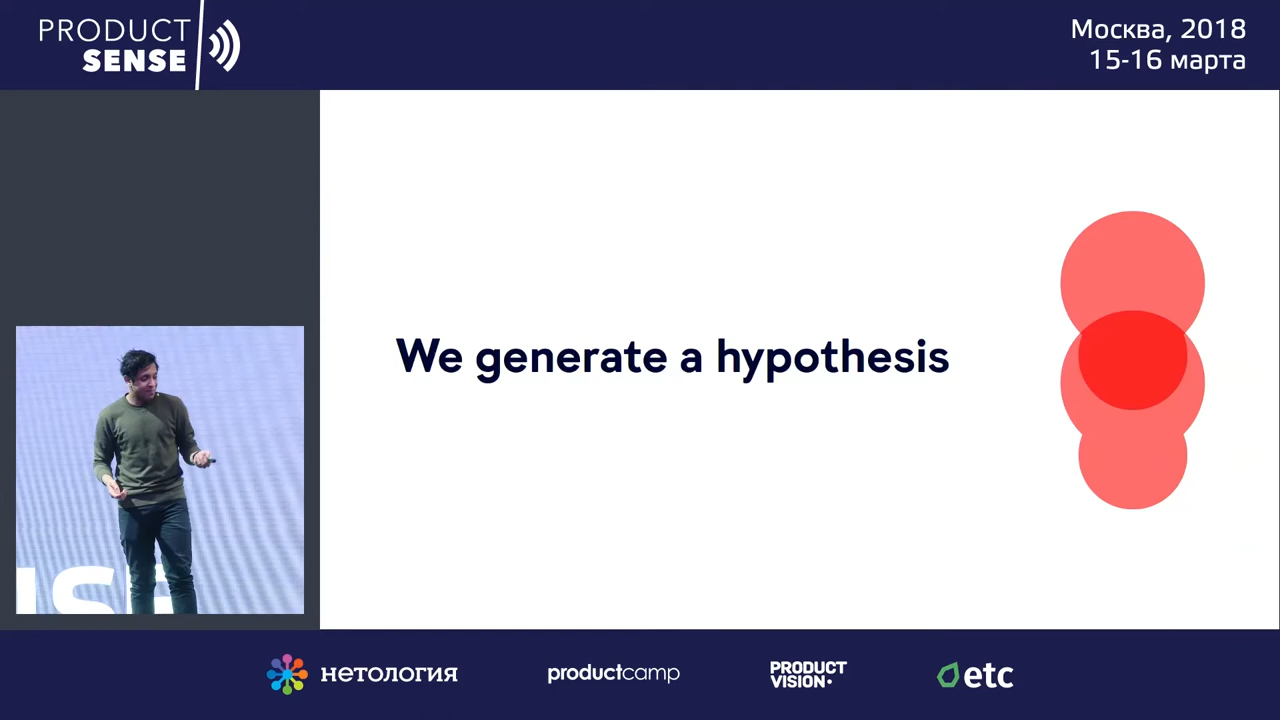 PRODUCT
SENSE
Москва, 2018
15-16 марта
We generate a hypothesis
нетология
productcamp
PRODUCT
VISION
etc